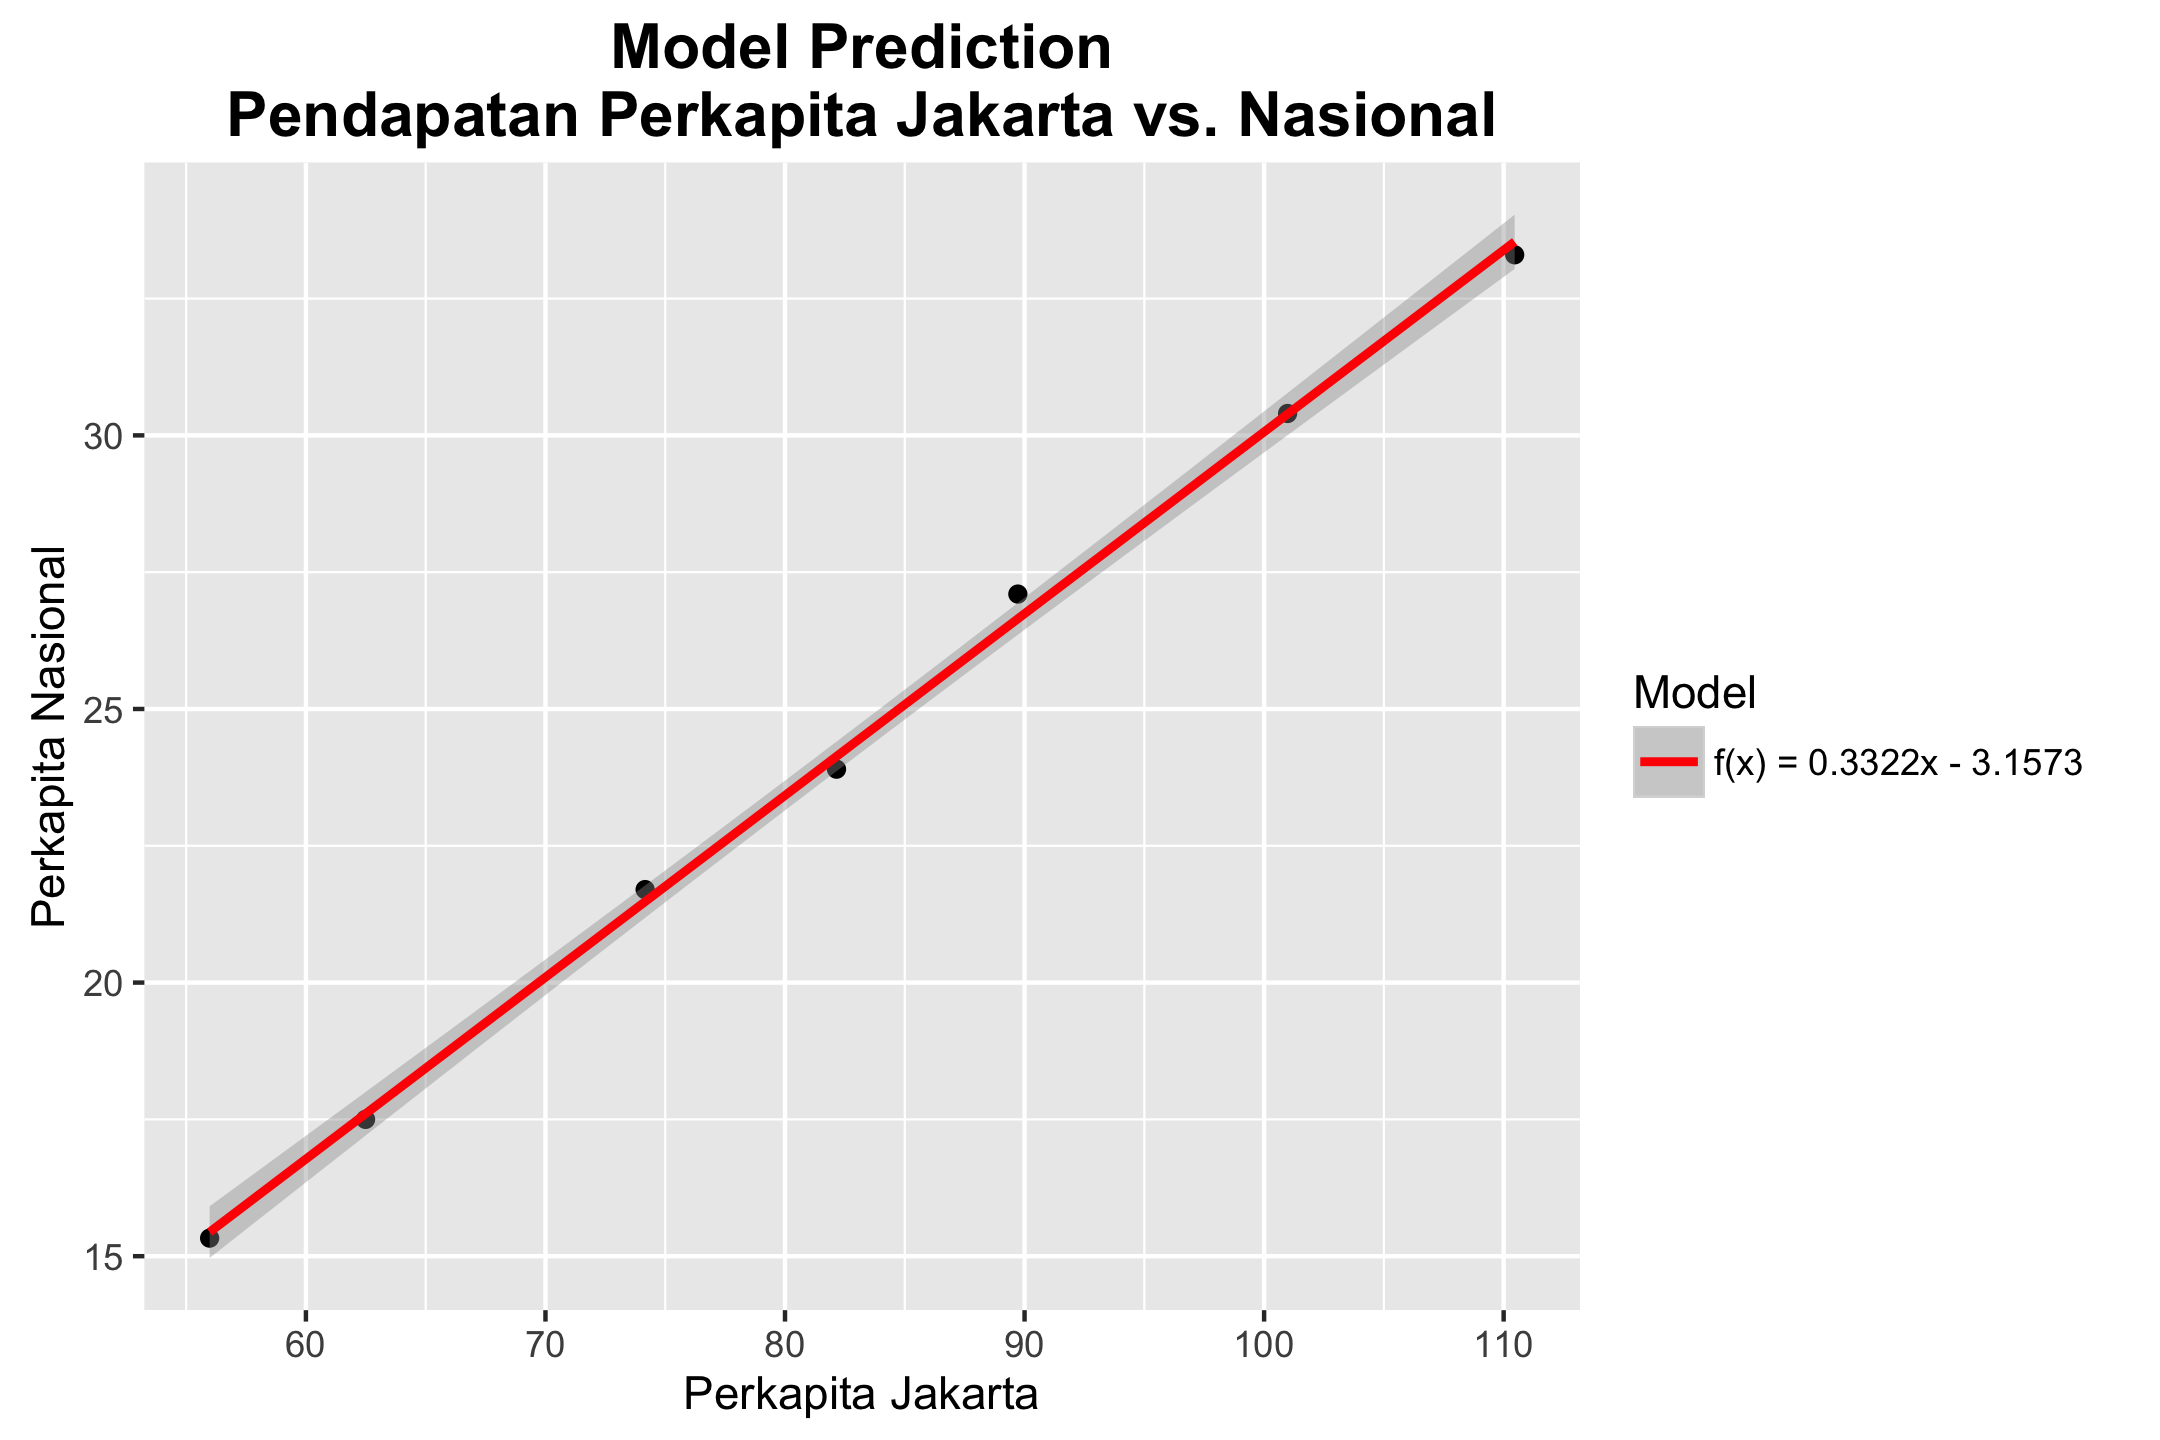 Model Prediction
Pendapatan Perkapita Jakarta vs. Nasional
Perkapita Nasional
30
25
20
15
60 70 80 90 100 110
Perkapita Jakarta
Model
f(x) = 0.3322x - 3.1573